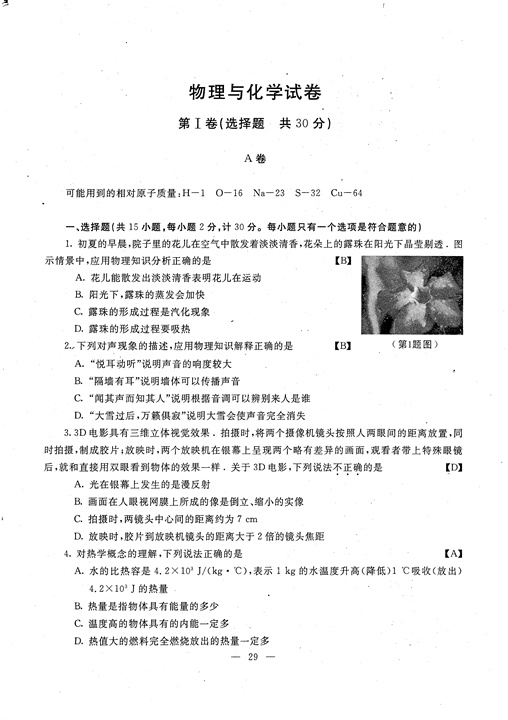 物理与化学试卷
第Ⅰ卷(选择题 共30分)
A卷
可能用到的相对原子质量:H—1 O—16 Na—23 S—32 Cu—64
一、选择题(共15小题,每小题2分,计30分。每小题只有一个选项是符合题意的)
1. 初夏的早晨,院子里的花儿在空气中散发着淡淡清香,花朵上的露珠在阳光下晶莹剔透.图
示情景中,应用物理知识分析正确的是 【B】
A. 花儿能散发出淡淡清香表明花儿在运动
B. 阳光下,露珠的蒸发会加快
C. 露珠的形成过程是汽化现象
D. 露珠的形成过程要吸热
(第1题图)
2. 下列对声现象的描述,应用物理知识解释正确的是 【B】
A. “悦耳动听”说明声音的响度较大
B. “隔墙有耳”说明墙体可以传播声音
C. “闻其声而知其人”说明根据音调可以辨别来人是谁
D. “大雪过后,万籁俱寂”说明大雪会使声音完全消失
3. 3D电影具有三维立体视觉效果.拍摄时,将两个摄像机镜头按照人两眼间的距离放置,同
时拍摄,制成胶片;放映时,两个放映机在银幕上呈现两个略有差异的画面,观看者带上特殊眼镜
后,就和直接用双眼看到物体的效果一样.关于3D电影,下列说法不正确的是 【D】
A. 光在银幕上发生的是漫反射
B. 画面在人眼视网膜上所成的像是倒立、缩小的实像
C. 拍摄时,两镜头中心间的距离约为7 cm
D. 放映时,胶片到放映机镜头的距离大于2倍的镜头焦距
4. 对热学概念的理解,下列说法正确的是 【A】
A. 水的比热容是4.2×10³ J/(kg·℃),表示1 kg的水温度升高(降低)1 ℃吸收(放出)
4.2×10³ J的热量
B. 热量是指物体具有能量的多少
C. 温度高的物体具有的内能一定多
D. 热值大的燃料完全燃烧放出的热量一定多
— 29 —